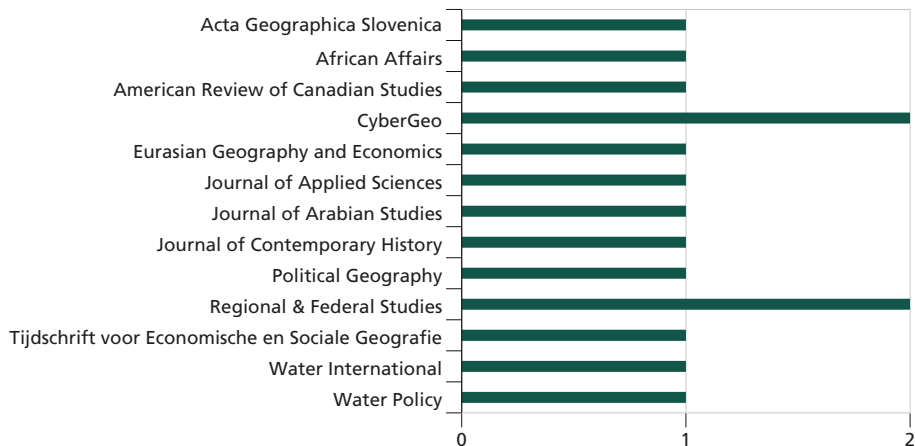 Acta Geographica Slovenica
African Affairs
American Review of Canadian Studies
CyberGeo
Eurasian Geography and Economics
Journal of Applied Sciences
Journal of Arabian Studies
Journal of Contemporary History
Political Geography
Regional & Federal Studies
Tijdschrift voor Economische en Sociale Geografie
Water International
Water Policy
0 1 2